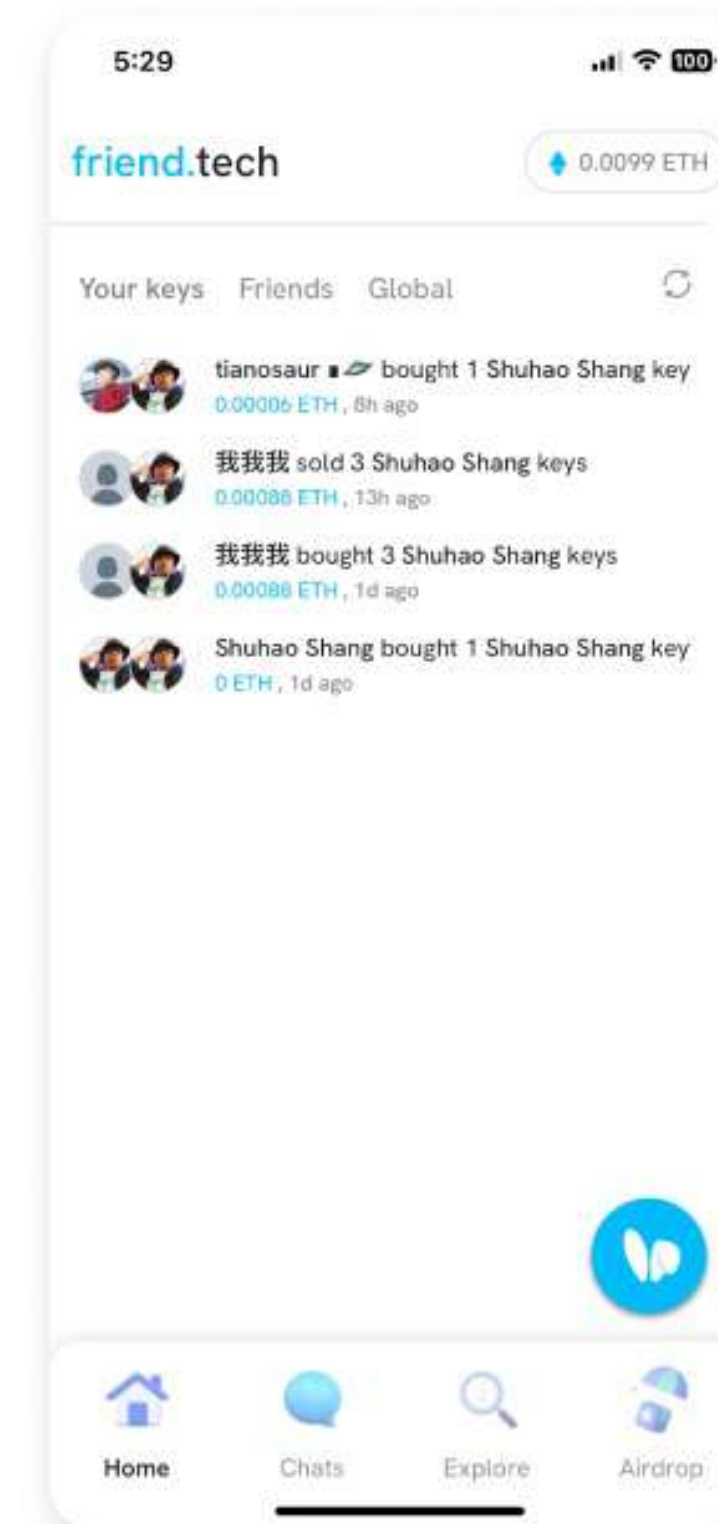 5:29
100
friend.tech
0.0099 ETH
Your keys Friends Global
tianosaur bought 1 Shuhao Shang key
0.00006 ETH, 8h ago
我我我 sold 3 Shuhao Shang keys
0.00088 ETH, 13h ago
我我我 bought 3 Shuhao Shang keys
0.00088 ETH, 1d ago
Shuhao Shang bought 1 Shuhao Shang key
0 ETH, 1d ago
Home Chats Explore Airdrop